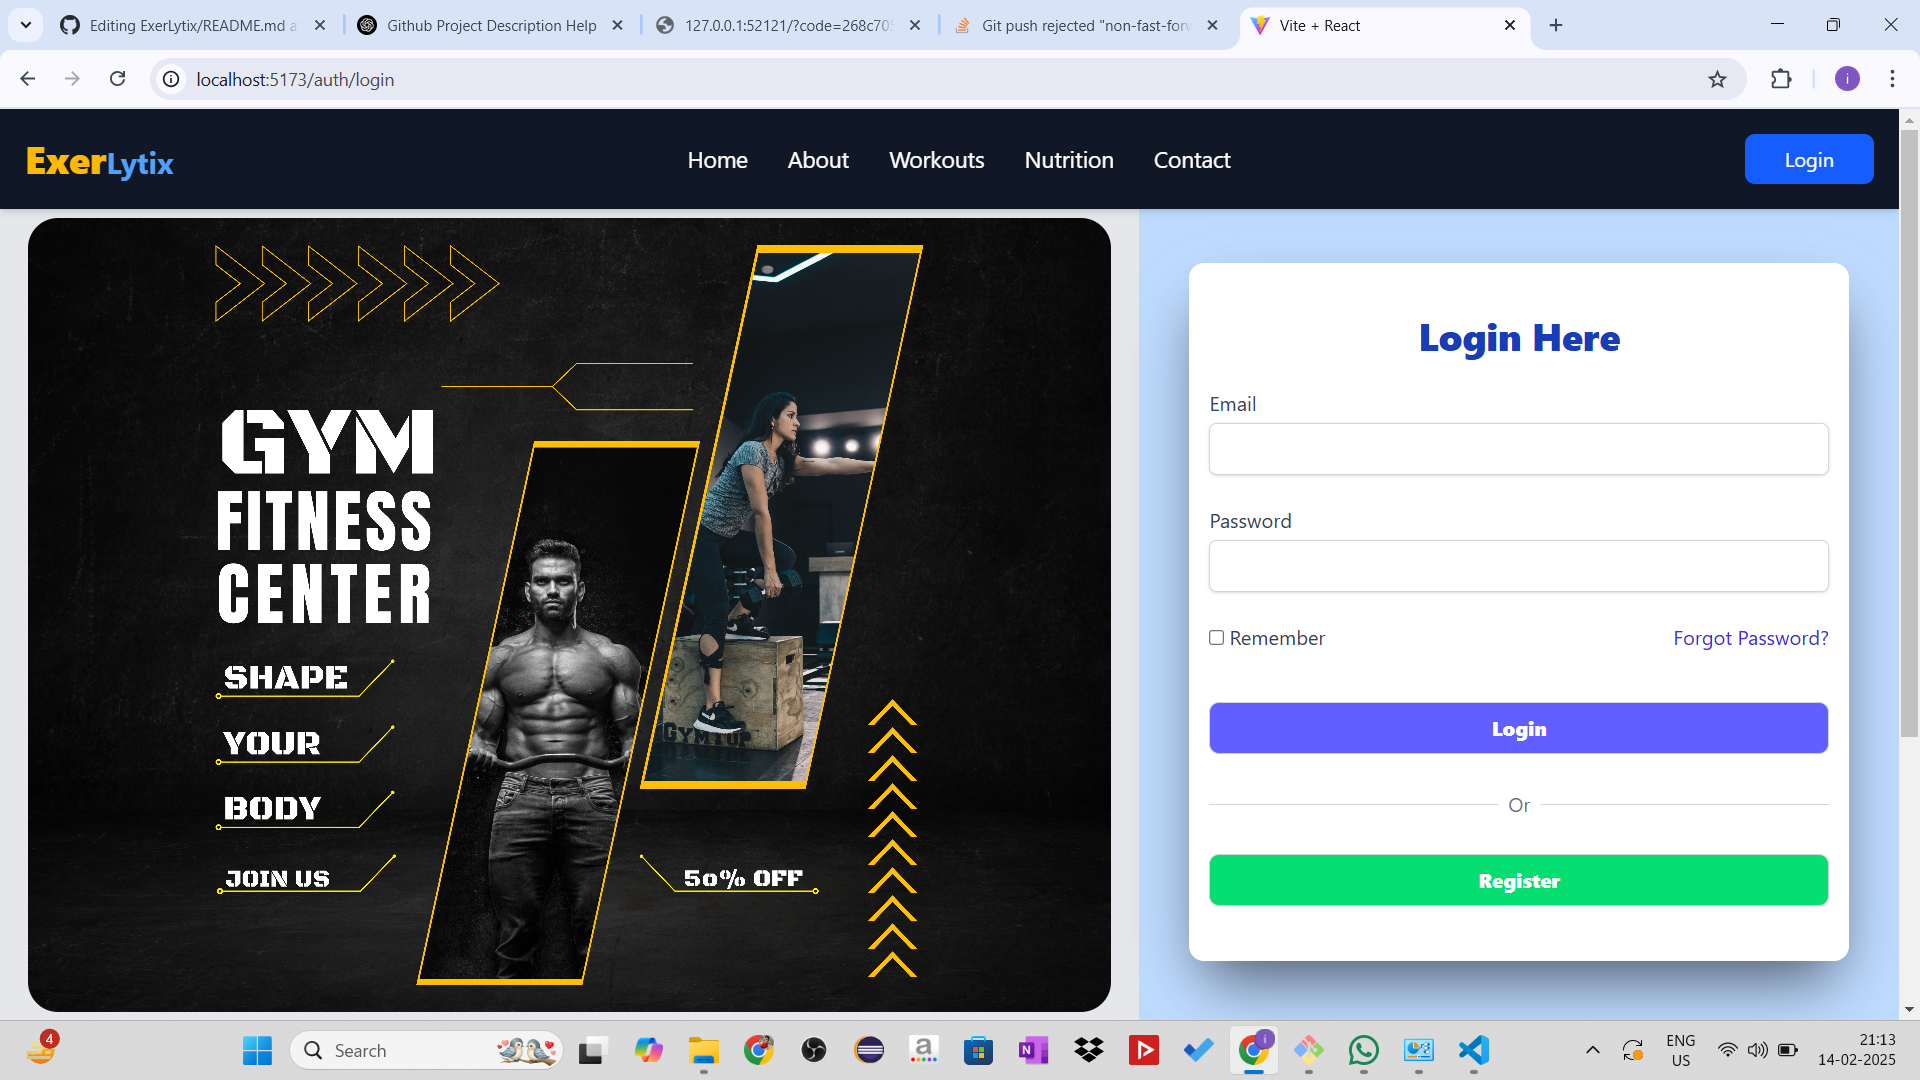 Editing ExerLytix/README.md a
Github Project Description Help
127.0.0.1:52121/?code=268c705
Git push rejected "non-fast-forw
Vite + React
localhost:5173/auth/login
i
ExerLytix
Home
About
Workouts
Nutrition
Contact
Login
GYM
FITNESS
CENTER
SHAPE
YOUR
BODY
JOIN US
50% OFF
Login Here
Email
Password
Remember
Forgot Password?
Login
Or
Register
4
Search
ENG
US
21:13
14-02-2025